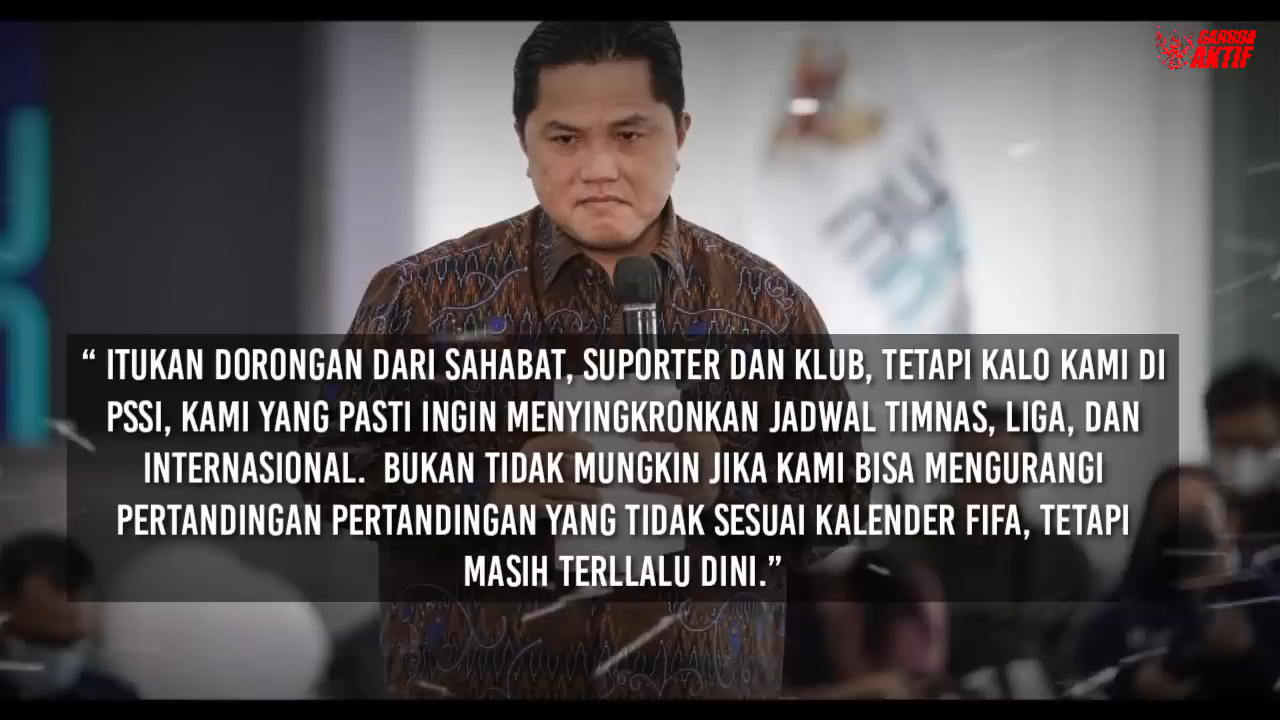 GARUDA
AKTIF
“ ITUKAN DORONGAN DARI SAHABAT, SUPORTER DAN KLUB, TETAPI KALO KAMI DI
PSSI, KAMI YANG PASTI INGIN MENYINGKRONKAN JADWAL TIMNAS, LIGA, DAN
INTERNASIONAL. BUKAN TIDAK MUNGKIN JIKA KAMI BISA MENGURANGI
PERTANDINGAN PERTANDINGAN YANG TIDAK SESUAI KALENDER FIFA, TETAPI
MASIH TERLLALU DINI.”